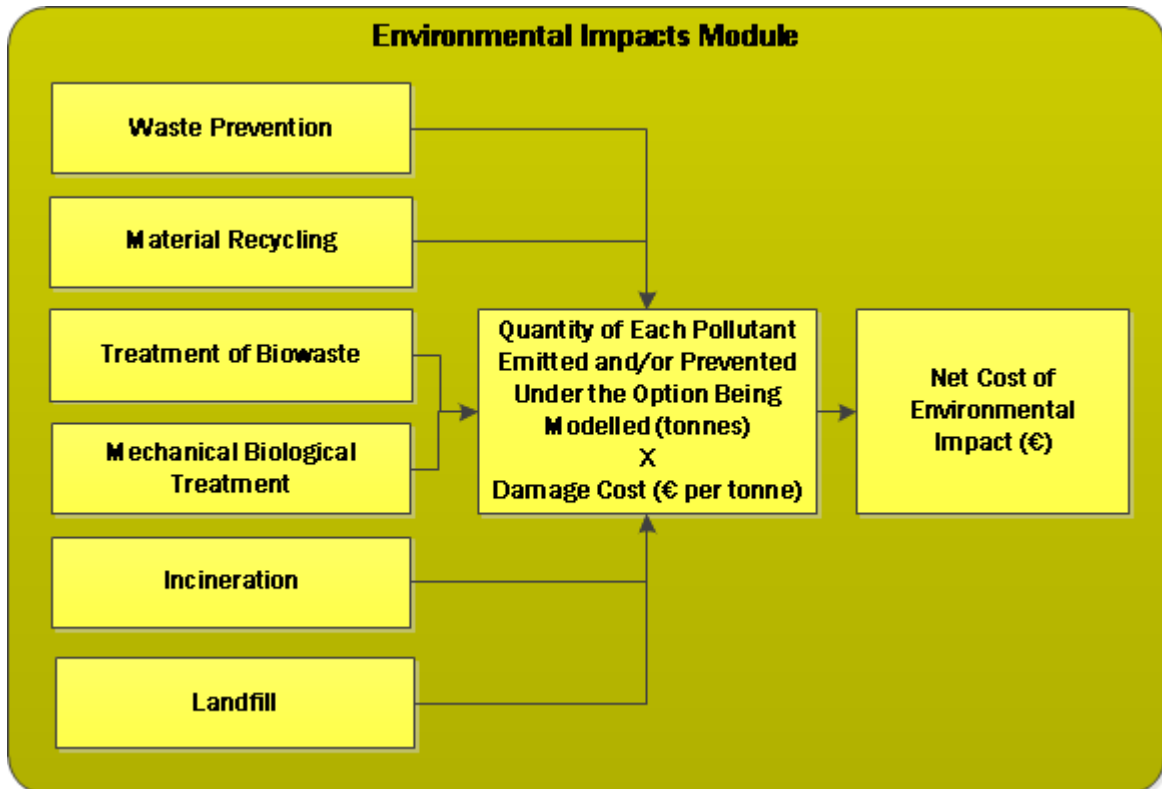 Environmental Impacts Module
Waste Prevention
Material Recycling
Treatment of Biowaste
Mechanical Biological
Treatment
Incineration
Landfill
Quantity of Each Pollutant
Emitted and/or Prevented
Under the Option Being
Modelled (tonnes)
X
Damage Cost (€ per tonne)
Net Cost of
Environmental
Impact (€)